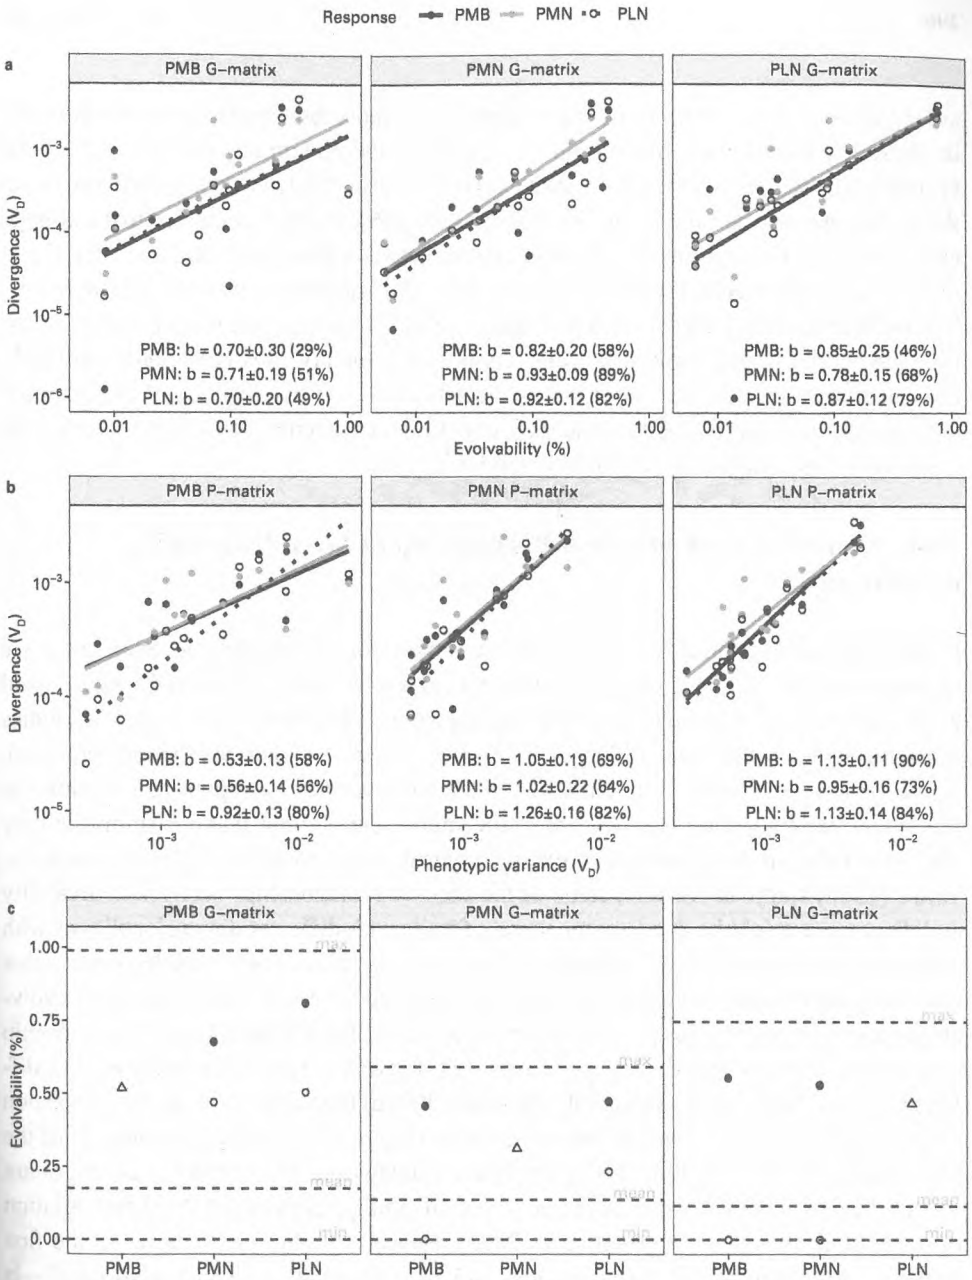 Response PMB PMN PLN
a
PMB G–matrix PMN G–matrix PLN G–matrix
Divergence (V_D)
10⁻³
10⁻⁴
10⁻⁵
10⁻⁶
PMB: b = 0.70±0.30 (29%)
PMN: b = 0.71±0.19 (51%)
PLN: b = 0.70±0.20 (49%)
PMB: b = 0.82±0.20 (58%)
PMN: b = 0.93±0.09 (89%)
PLN: b = 0.92±0.12 (82%)
PMB: b = 0.85±0.25 (46%)
PMN: b = 0.78±0.15 (68%)
PLN: b = 0.87±0.12 (79%)
0.01 0.10 1.00 0.01 0.10 1.00 0.01 0.10 1.00
Evolvability (%)
b
PMB P–matrix PMN P–matrix PLN P–matrix
Divergence (V_D)
10⁻³
10⁻⁴
10⁻⁵
PMB: b = 0.53±0.13 (58%)
PMN: b = 0.56±0.14 (56%)
PLN: b = 0.92±0.13 (80%)
PMB: b = 1.05±0.19 (69%)
PMN: b = 1.02±0.22 (64%)
PLN: b = 1.26±0.16 (82%)
PMB: b = 1.13±0.11 (90%)
PMN: b = 0.95±0.16 (73%)
PLN: b = 1.13±0.14 (84%)
10⁻³ 10⁻² 10⁻³ 10⁻² 10⁻³ 10⁻²
Phenotypic variance (V_D)
c
PMB G–matrix PMN G–matrix PLN G–matrix
Evolvability (%)
1.00
0.75
0.50
0.25
0.00
max
mean
min
max
mean
min
max
mean
min
PMB PMN PLN PMB PMN PLN PMB PMN PLN